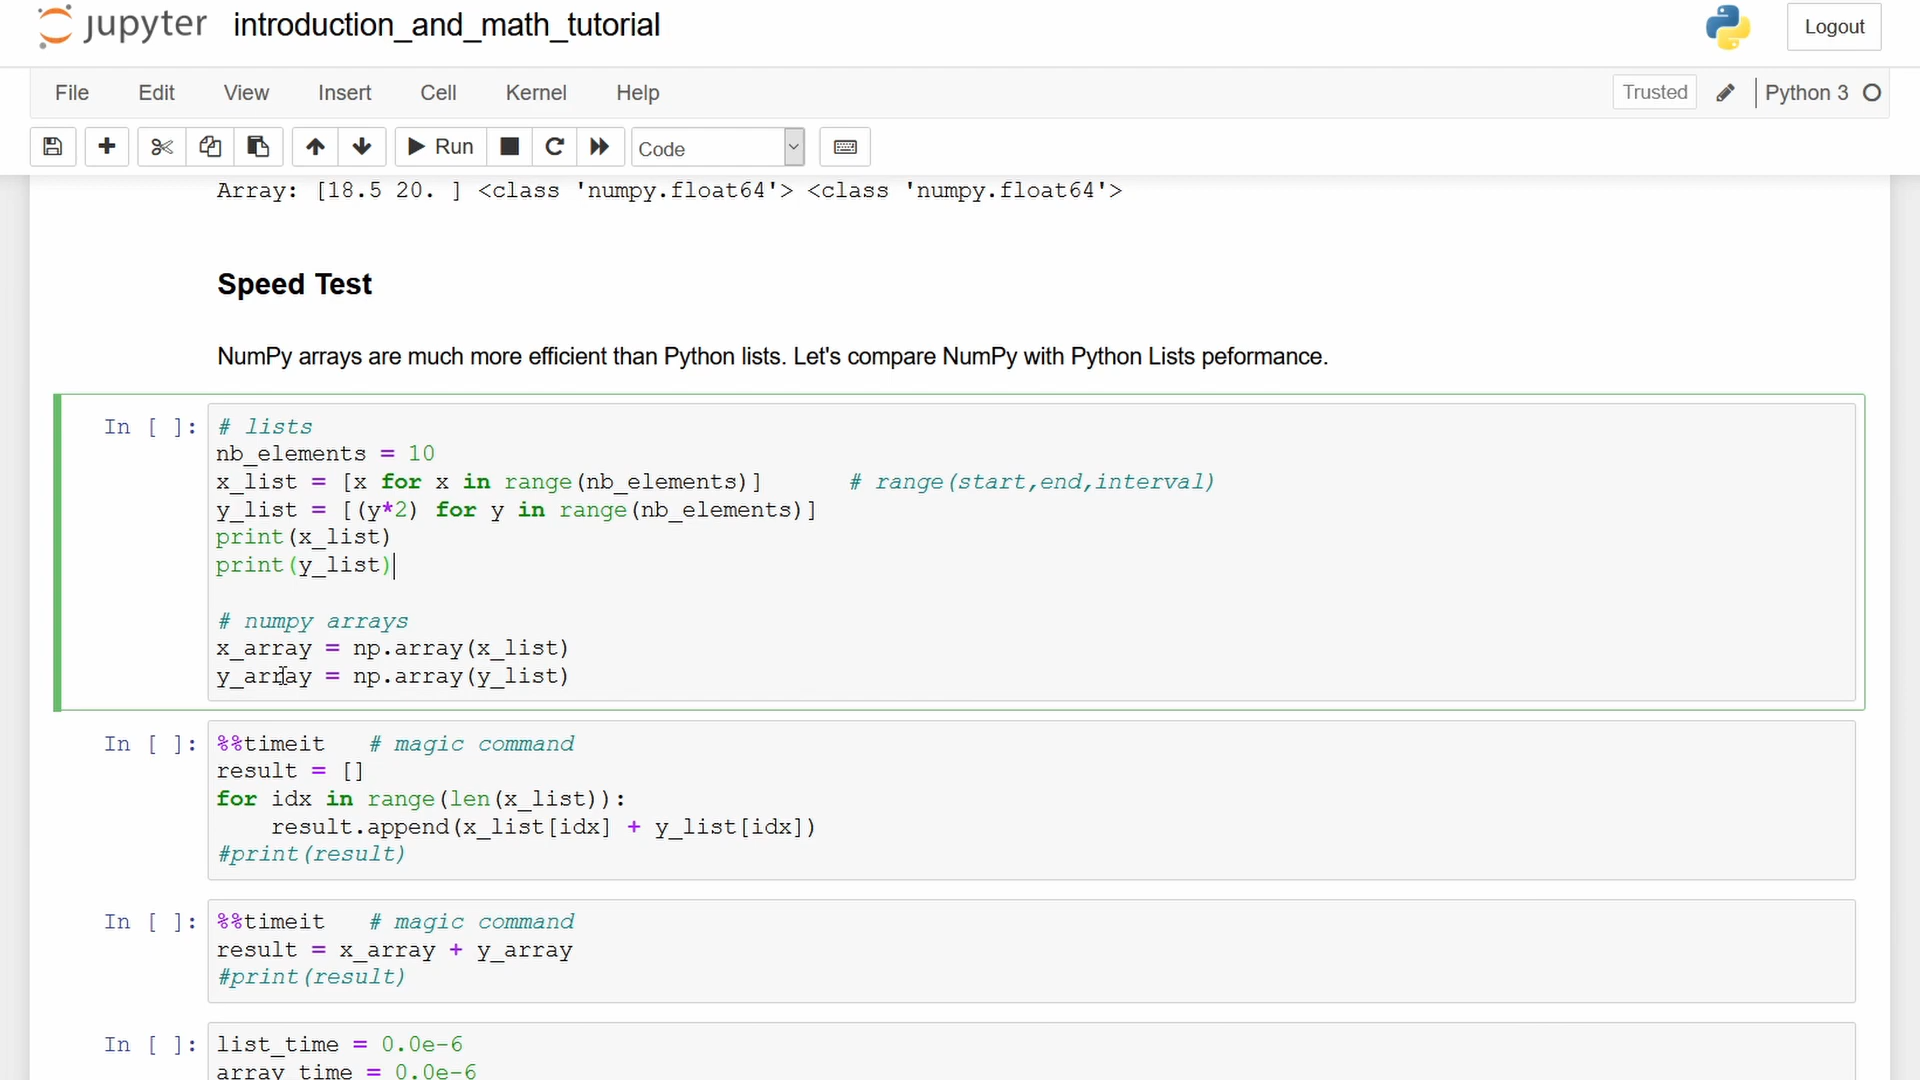 jupyter introduction_and_math_tutorial Logout
File Edit View Insert Cell Kernel Help Trusted Python 3
Run Code
Array: [18.5 20. ] <class 'numpy.float64'> <class 'numpy.float64'>
Speed Test
NumPy arrays are much more efficient than Python lists. Let's compare NumPy with Python Lists peformance.
In [ ]: # lists
nb_elements = 10
x_list = [x for x in range(nb_elements)] # range(start,end,interval)
y_list = [(y*2) for y in range(nb_elements)]
print(x_list)
print(y_list)
# numpy arrays
x_array = np.array(x_list)
y_array = np.array(y_list)
In [ ]: %%timeit # magic command
result = []
for idx in range(len(x_list)):
result.append(x_list[idx] + y_list[idx])
#print(result)
In [ ]: %%timeit # magic command
result = x_array + y_array
#print(result)
In [ ]: list_time = 0.0e-6
array_time = 0.0e-6